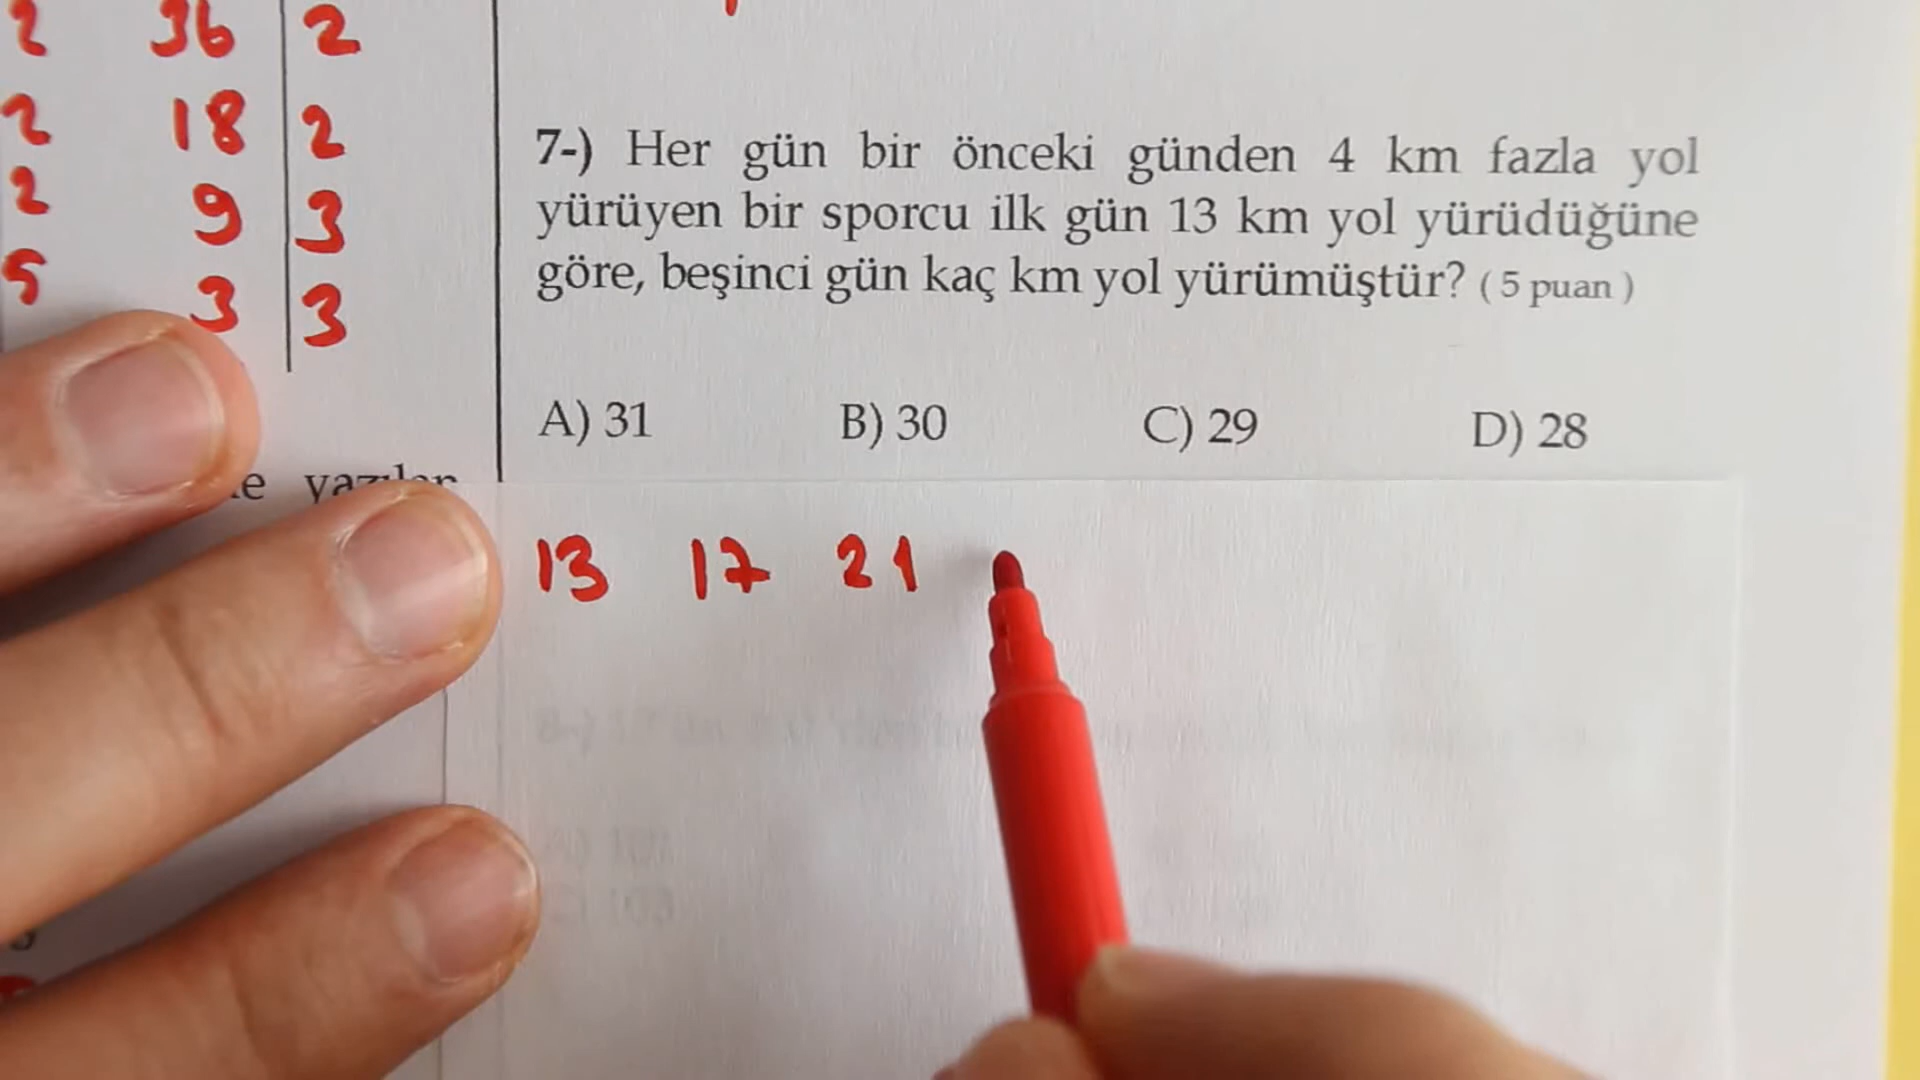 2 36 2
2 18 2
2 9 3
5 3 3
7-) Her gün bir önceki günden 4 km fazla yol
yürüyen bir sporcu ilk gün 13 km yol yürüdüğüne
göre, beşinci gün kaç km yol yürümüştür? ( 5 puan )
A) 31 B) 30 C) 29 D) 28
yazılan
13 17 21